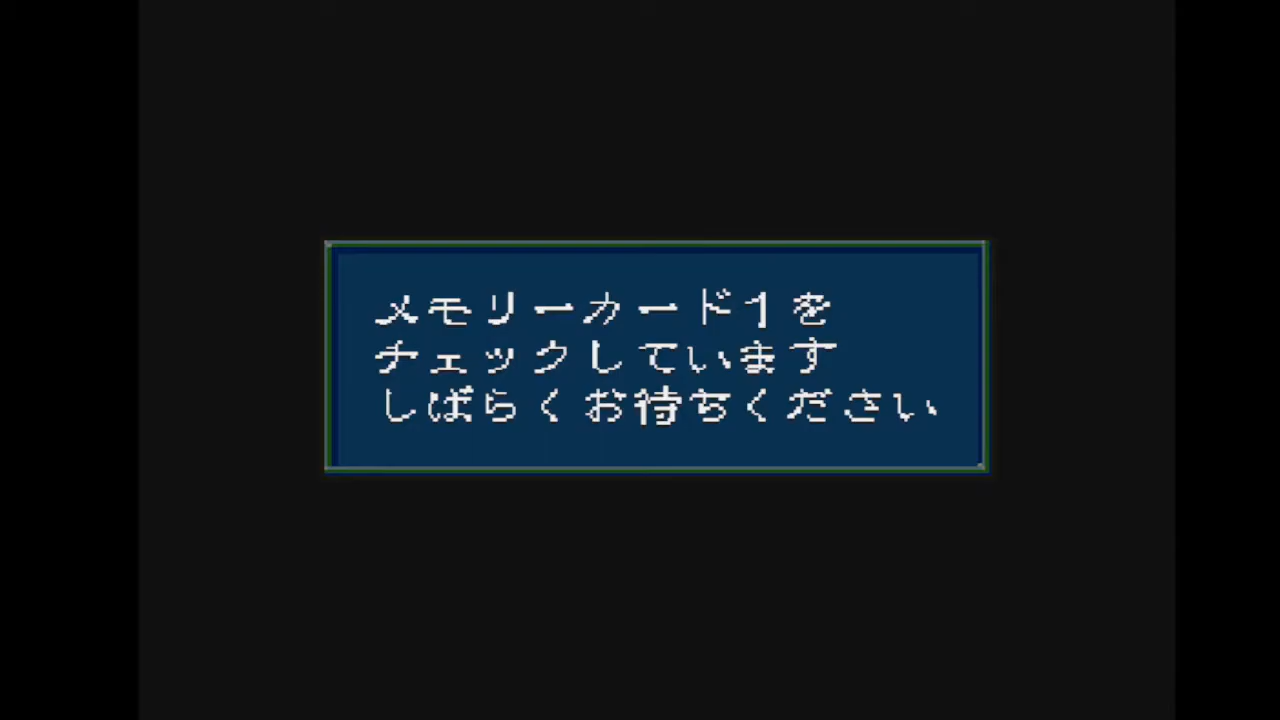 メモリーカード1を
チェックしています
しばらくお待ちください